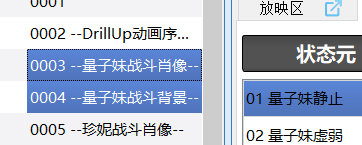 0001
0002 --DrillUp动画序...
0003 --量子妹战斗肖像--
0004 --量子妹战斗背景--
0005 --珍妮战斗肖像--
放映区
状态元
01 量子妹静止
02 量子妹虚弱